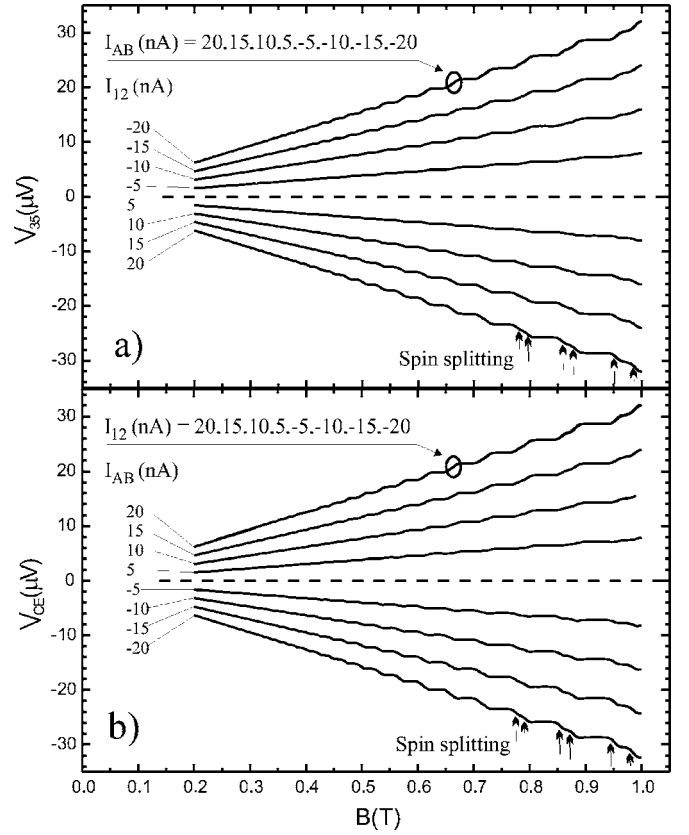 30
I_AB (nA) = 20.15.10.5.-5.-10.-15.-20
20
I_12 (nA)
10
-20
-15
-10
-5
0
5
10
15
20
-10
-20
-30
V_35(μV)
a)
Spin splitting
30
I_12 (nA) = 20.15.10.5.-5.-10.-15.-20
20
I_AB (nA)
10
20
15
10
5
0
-5
-10
-15
-20
-10
-20
-30
V_CE(μV)
b)
Spin splitting
0.0 0.1 0.2 0.3 0.4 0.5 0.6 0.7 0.8 0.9 1.0
B(T)